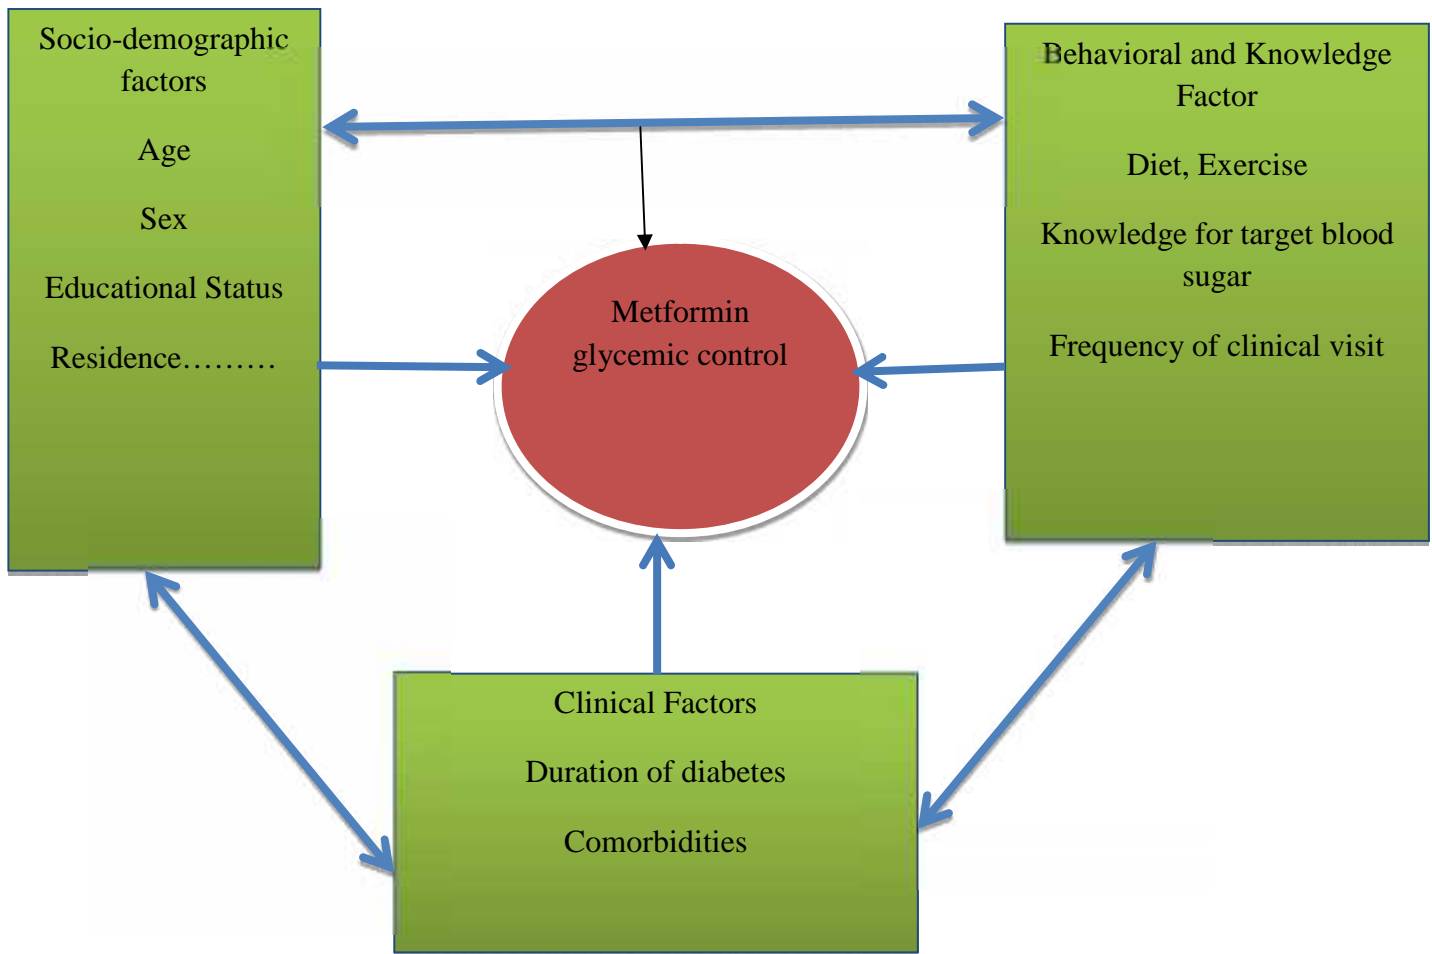 Socio-demographic
factors
Age
Sex
Educational Status
Residence………
Behavioral and Knowledge
Factor
Diet, Exercise
Knowledge for target blood
sugar
Frequency of clinical visit
Metformin
glycemic control
Clinical Factors
Duration of diabetes
Comorbidities